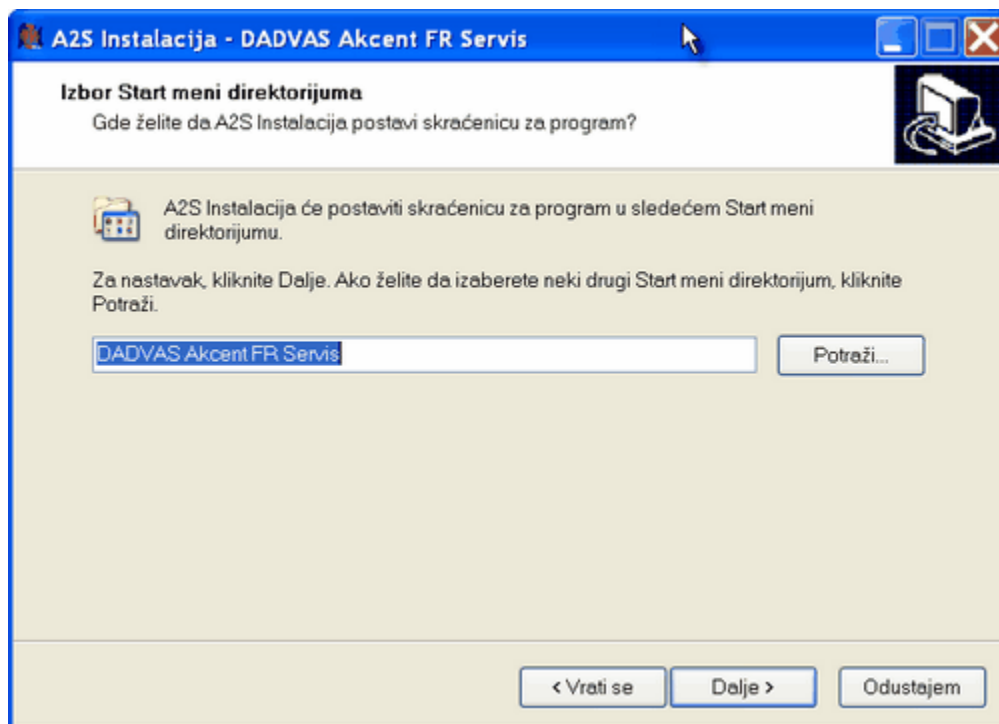 A2S Instalacija - DADVAS Akcent FR Servis
Izbor Start meni direktorijuma
Gde želite da A2S Instalacija postavi skraćenicu za program?
A2S Instalacija će postaviti skraćenicu za program u sledećem Start meni
direktorijumu.
Za nastavak, kliknite Dalje. Ako želite da izaberete neki drugi Start meni direktorijum, kliknite
Potraži.
DADVAS Akcent FR Servis
Potraži...
< Vrati se
Dalje >
Odustajem